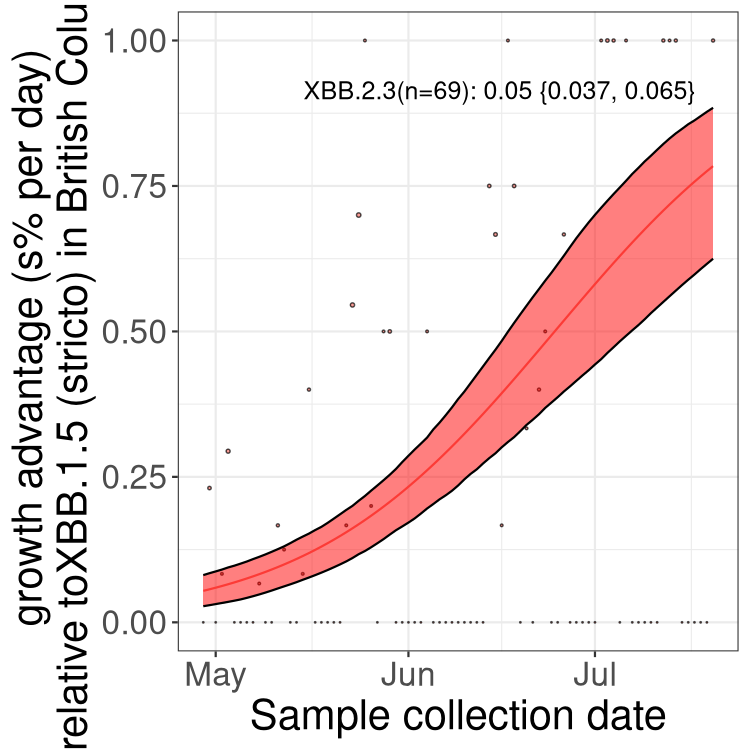 growth advantage (s% per day)
relative toXBB.1.5 (stricto) in British Colu
1.00
0.75
0.50
0.25
0.00
XBB.2.3(n=69): 0.05 {0.037, 0.065}
May Jun Jul
Sample collection date